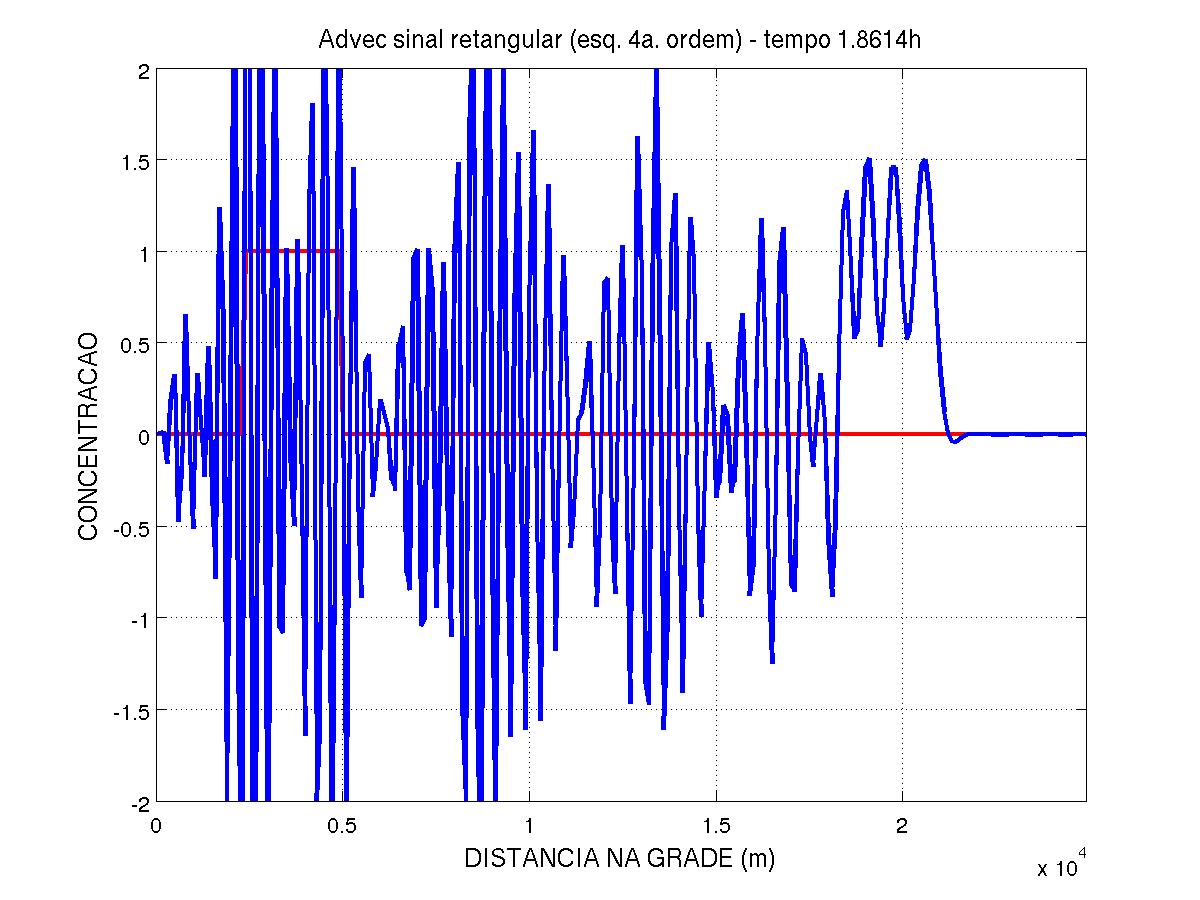 Advec sinal retangular (esq. 4a. ordem) - tempo 1.8614h
2
1.5
1
0.5
0
-0.5
-1
-1.5
-2
CONCENTRACAO
0 0.5 1 1.5 2
DISTANCIA NA GRADE (m)
x 10^4